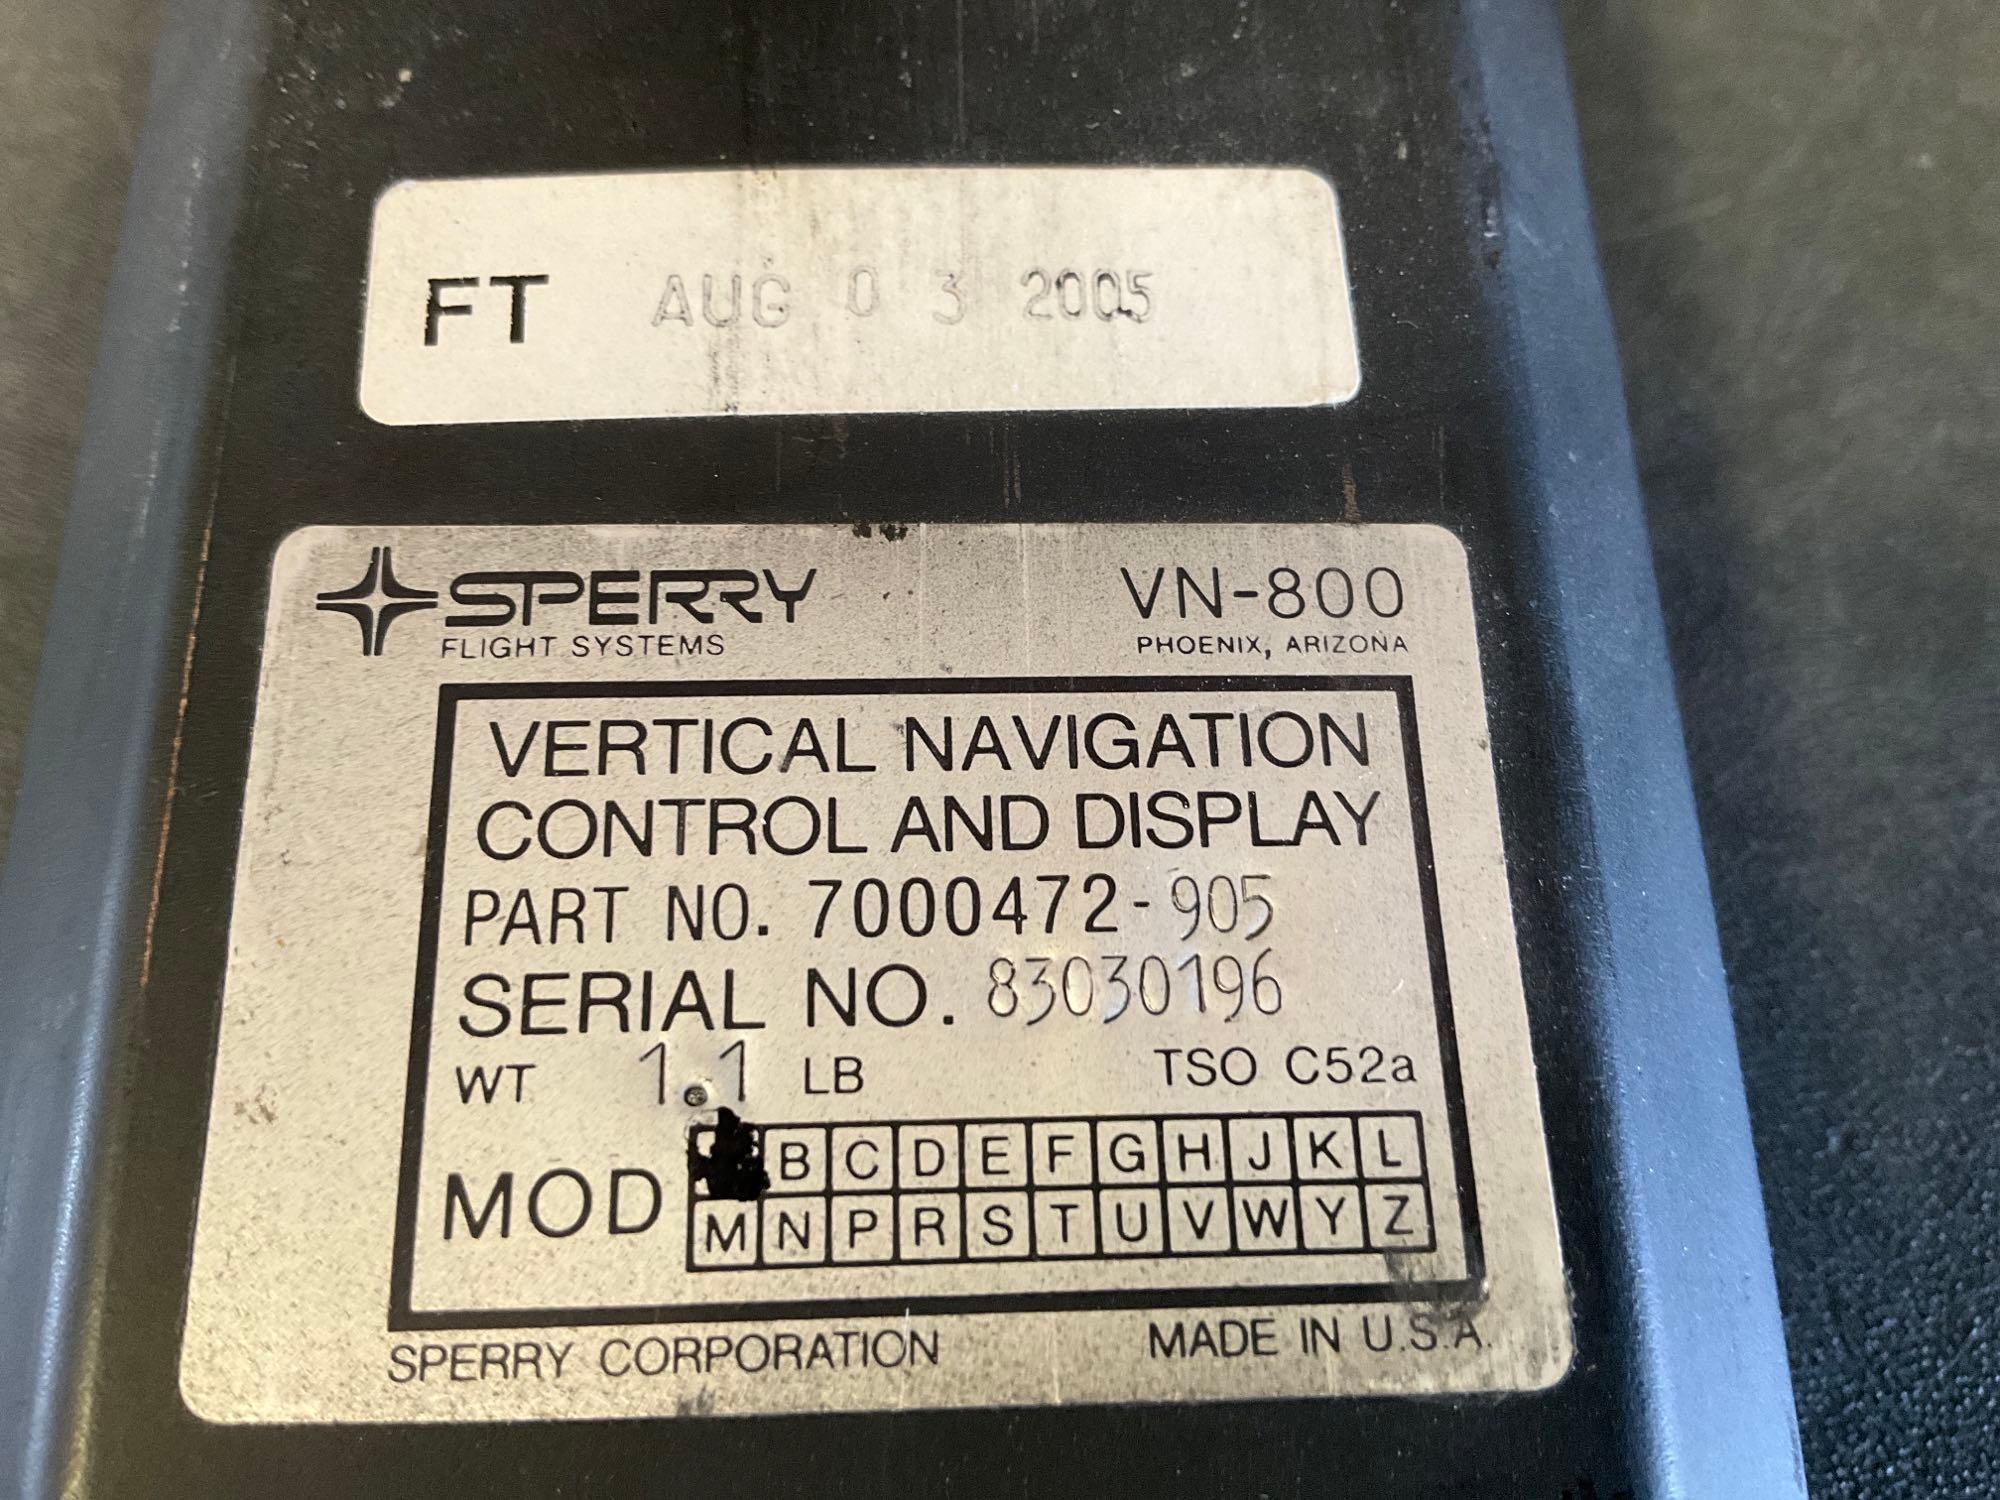 FT AUG 0 3 2005
SPERRY VN-800
FLIGHT SYSTEMS PHOENIX, ARIZONA
VERTICAL NAVIGATION
CONTROL AND DISPLAY
PART NO. 7000472-905
SERIAL NO. 83030196
WT 1.1 LB TSO C52a
MOD B C D E F G H J K L
M N P R S T U V W Y Z
SPERRY CORPORATION MADE IN U.S.A.